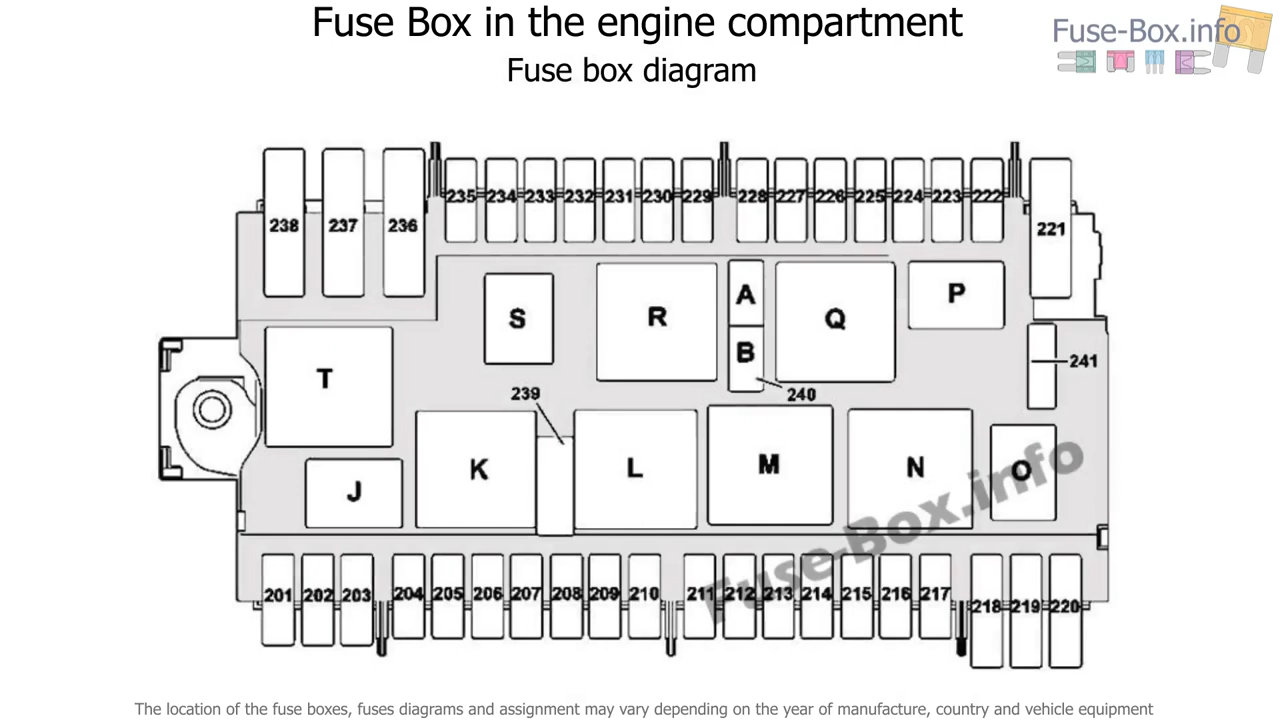 Fuse Box in the engine compartment
Fuse box diagram
Fuse-Box.info
238 237 236 235 234 233 232 231 230 229 228 227 226 225 224 223 222 221
S R A Q P
B
T
239 240 241
K L M N O
J
201 202 203 204 205 206 207 208 209 210 211 212 213 214 215 216 217 218 219 220
Fuse-Box.info
The location of the fuse boxes, fuses diagrams and assignment may vary depending on the year of manufacture, country and vehicle equipment